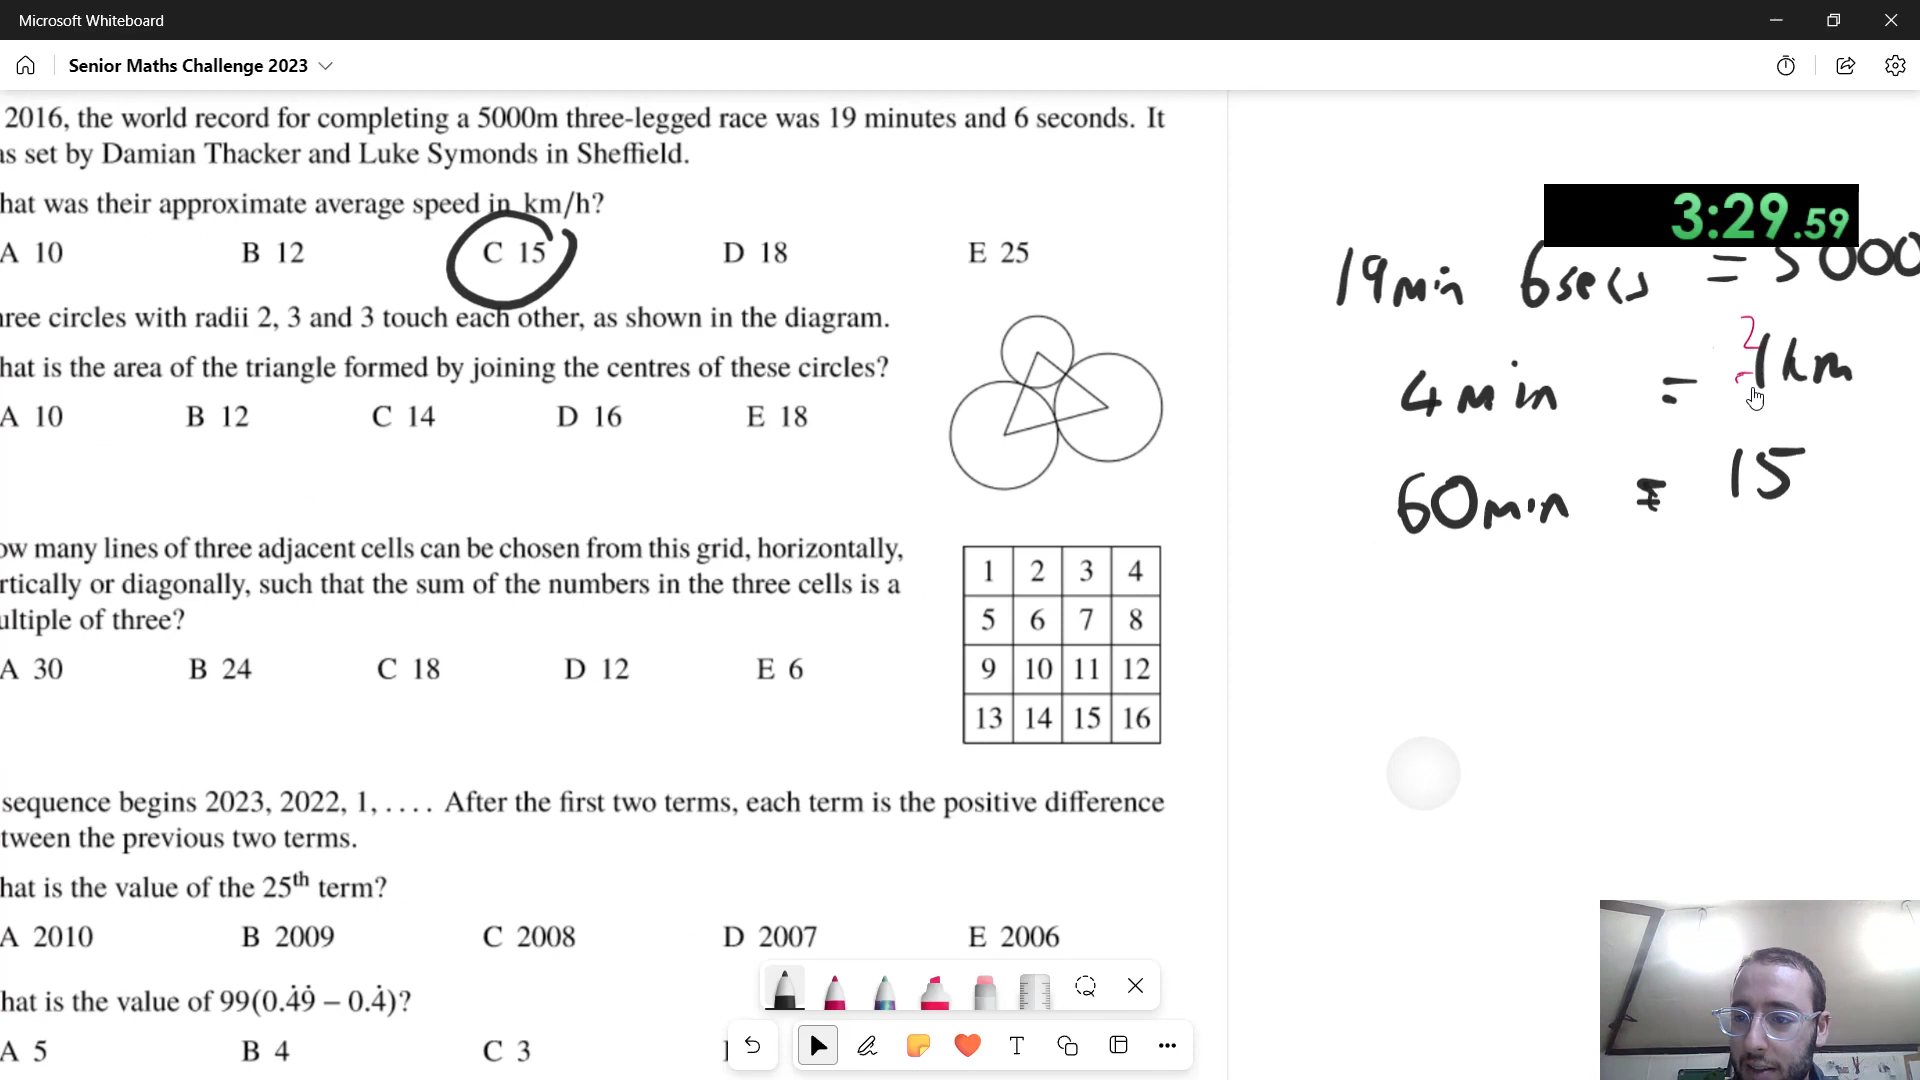 Microsoft Whiteboard
Senior Maths Challenge 2023
2016, the world record for completing a 5000m three-legged race was 19 minutes and 6 seconds. It
as set by Damian Thacker and Luke Symonds in Sheffield.
hat was their approximate average speed in km/h?
A 10 B 12 C 15 D 18 E 25
ree circles with radii 2, 3 and 3 touch each other, as shown in the diagram.
hat is the area of the triangle formed by joining the centres of these circles?
A 10 B 12 C 14 D 16 E 18
ow many lines of three adjacent cells can be chosen from this grid, horizontally,
rtically or diagonally, such that the sum of the numbers in the three cells is a
ultiple of three?
A 30 B 24 C 18 D 12 E 6
1 2 3 4
5 6 7 8
9 10 11 12
13 14 15 16
sequence begins 2023, 2022, 1, . . . . After the first two terms, each term is the positive difference
tween the previous two terms.
hat is the value of the 25th term?
A 2010 B 2009 C 2008 D 2007 E 2006
hat is the value of 99(0.4̇9̇ − 0.4̇)?
A 5 B 4 C 3
3:29.59
19min 6secs = 5000
2
4min = 1km
60min = 15
T